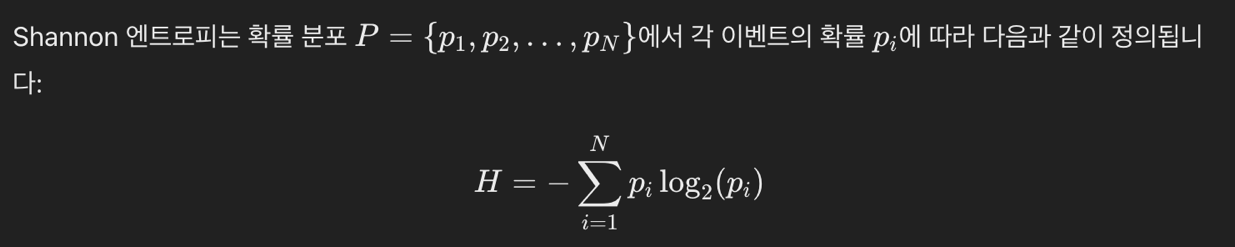 Shannon 엔트로피는 확률 분포 P = {p₁, p₂, . . . , p_N}에서 각 이벤트의 확률 pᵢ에 따라 다음과 같이 정의됩니
다:
H = − ∑_{i=1}^{N} pᵢ log₂(pᵢ)